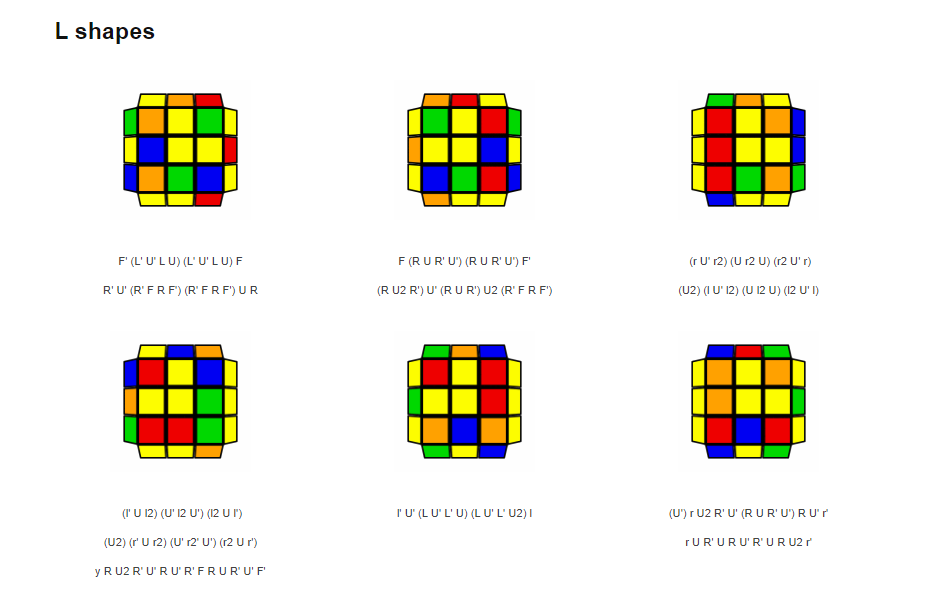 L shapes
F' (L' U' L U) (L' U' L U) F
R' U' (R' F R F') (R' F R F') U R
F (R U R' U') (R U R' U') F'
(R U2 R') U' (R U R') U2 (R' F R F')
(r U' r2) (U r2 U) (r2 U' r)
(U2) (l U' l2) (U l2 U) (l2 U' l)
(l' U l2) (U' l2 U') (l2 U l')
(U2) (r' U r2) (U' r2' U') (r2 U r')
y R U2 R' U' R U' R' F R U R' U' F'
l' U' (L U' L' U) (L U' L' U2) l
(U') r U2 R' U' (R U R' U') R U' r'
r U R' U R U' R' U R U2 r'